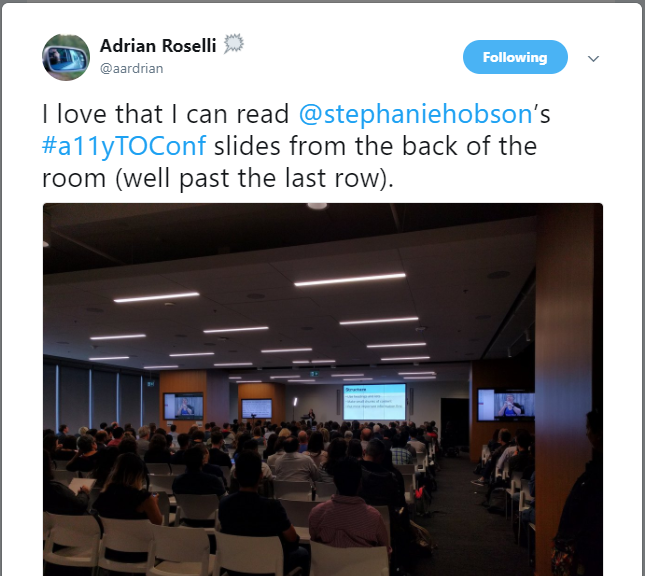 Adrian Roselli
@aardrian
Following
I love that I can read @stephaniehobson's
#a11yTOConf slides from the back of the
room (well past the last row).